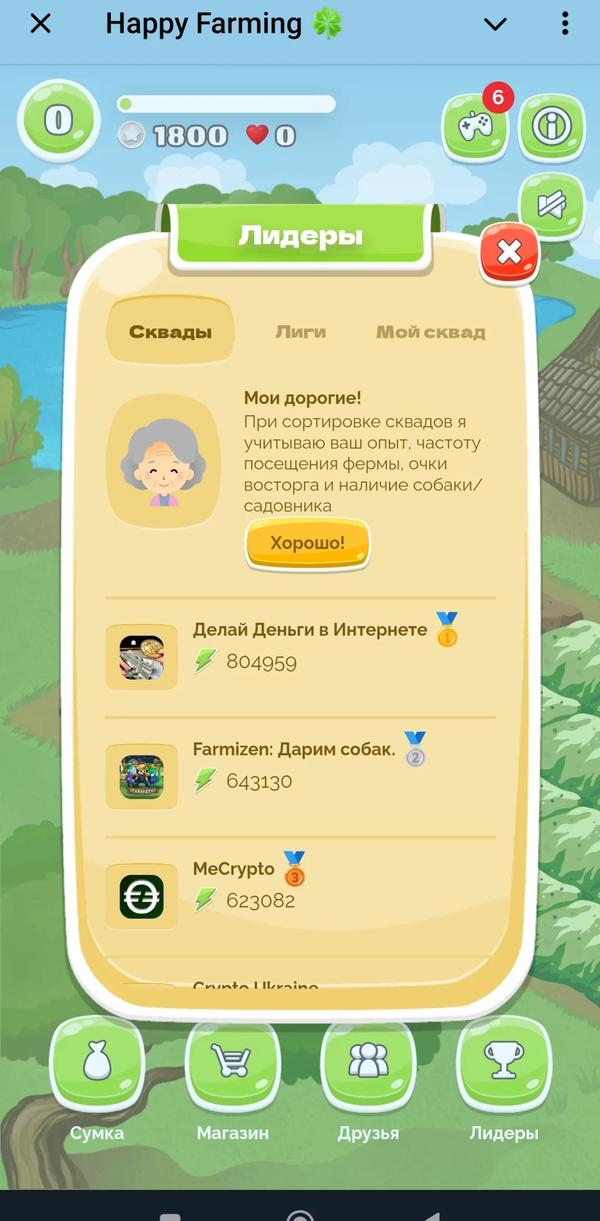 Happy Farming 🍀
0
1800 0
6
Лидеры
Сквады Лиги Мой сквад
Мои дорогие!
При сортировке сквадов я
учитываю ваш опыт, частоту
посещения фермы, очки
восторга и наличие собаки/
садовника
Хорошо!
Делай Деньги в Интернете
1
804959
Farmizen: Дарим собак.
2
643130
MeCrypto
3
623082
Crypto Ukraine
Сумка Магазин Друзья Лидеры